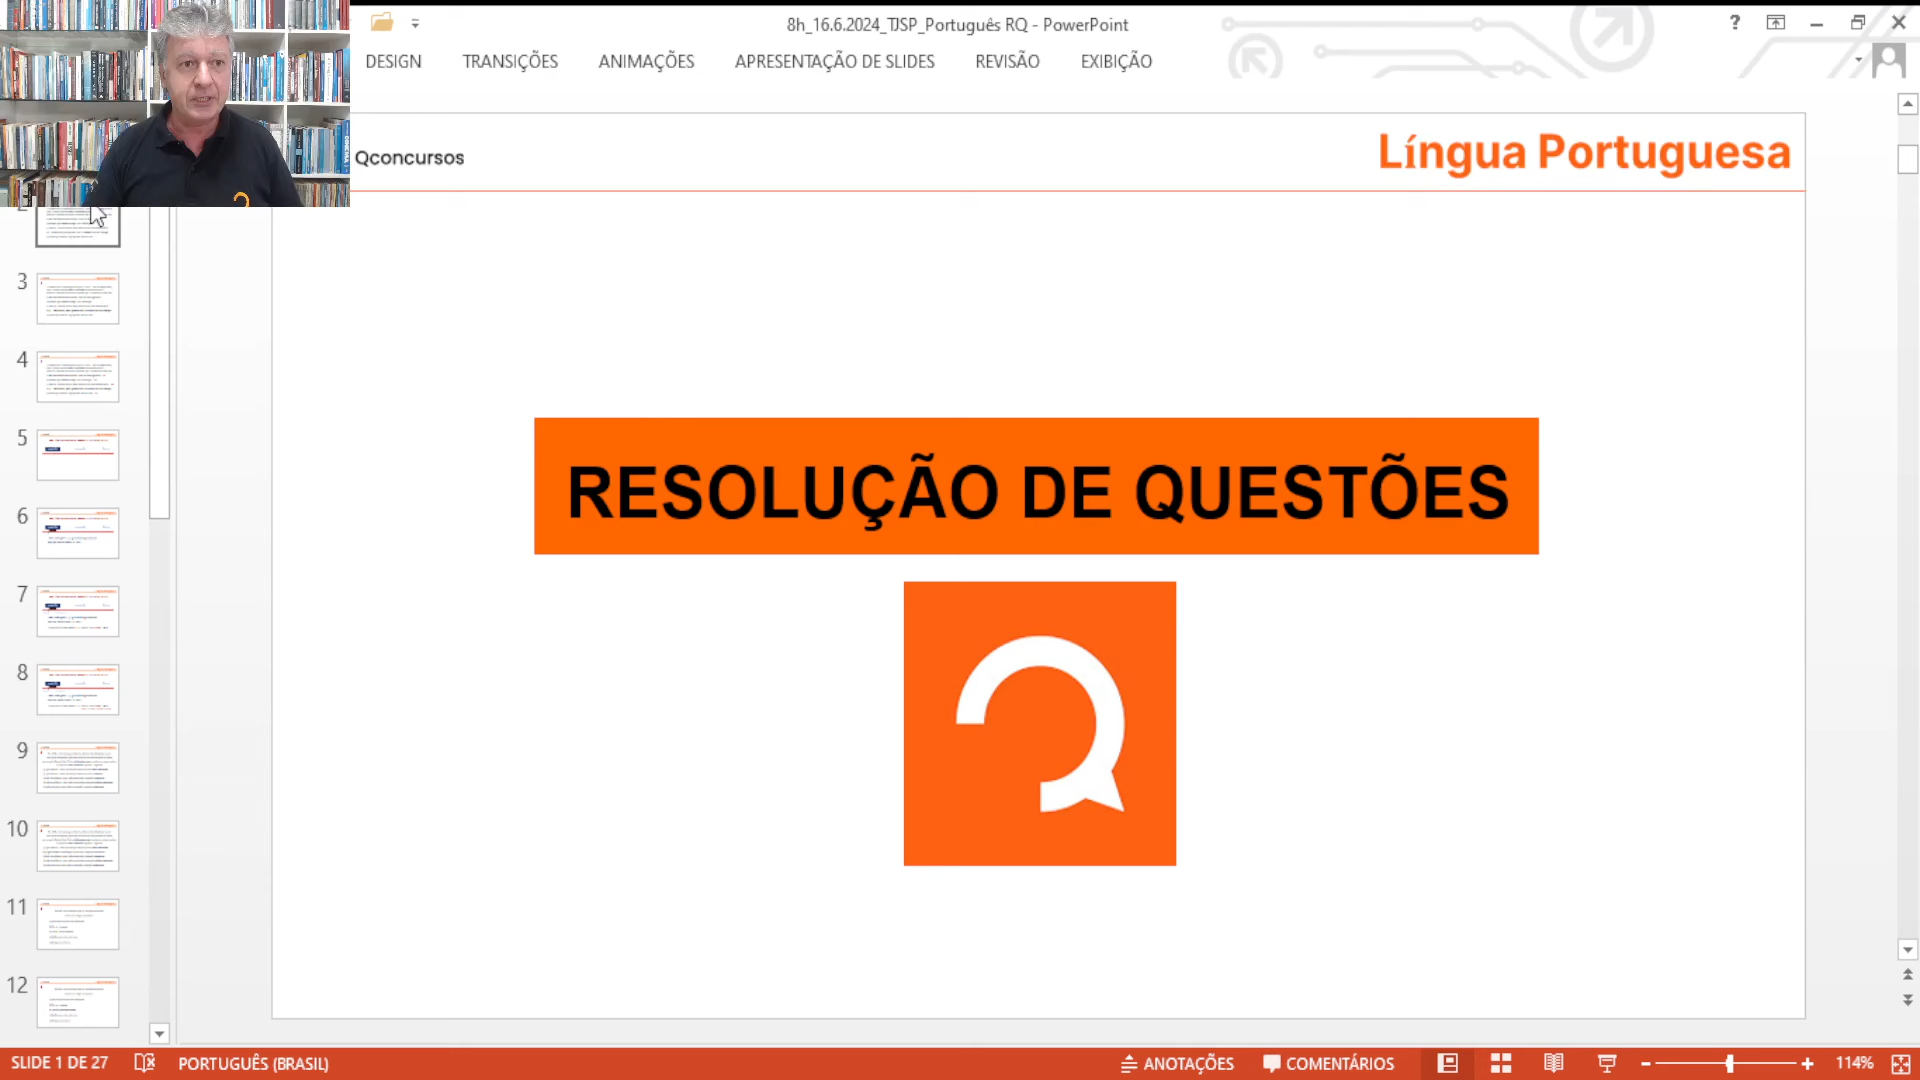 8h_16.6.2024_TJSP_Português RQ - PowerPoint
DESIGN TRANSIÇÕES ANIMAÇÕES APRESENTAÇÃO DE SLIDES REVISÃO EXIBIÇÃO
Qconcursos
Língua Portuguesa
RESOLUÇÃO DE QUESTÕES
2
3
4
5
6
7
8
9
10
11
12
SLIDE 1 DE 27 PORTUGUÊS (BRASIL) ANOTAÇÕES COMENTÁRIOS 114%